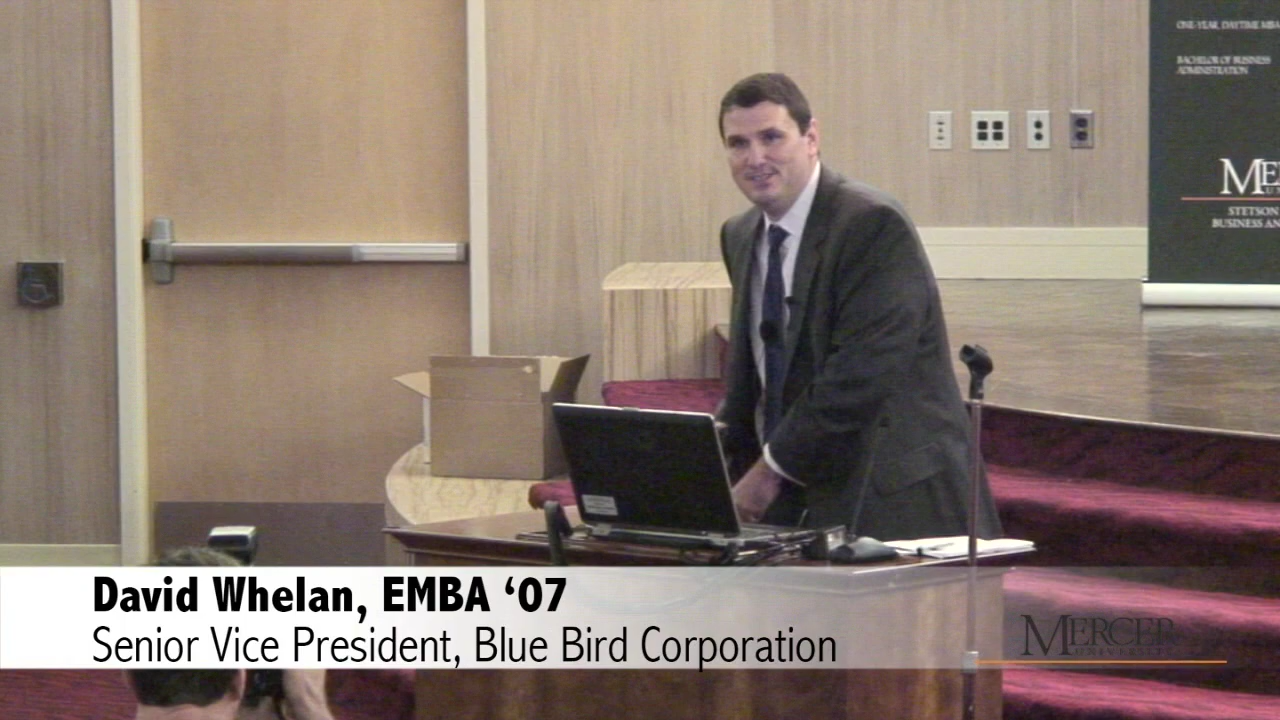 ONE-YEAR, DAYTIME MBA
BACHELOR OF BUSINESS
ADMINISTRATION
STETSON
BUSINESS AN
David Whelan, EMBA ‘07
Senior Vice President, Blue Bird Corporation
MERCER
UNIVERSITY